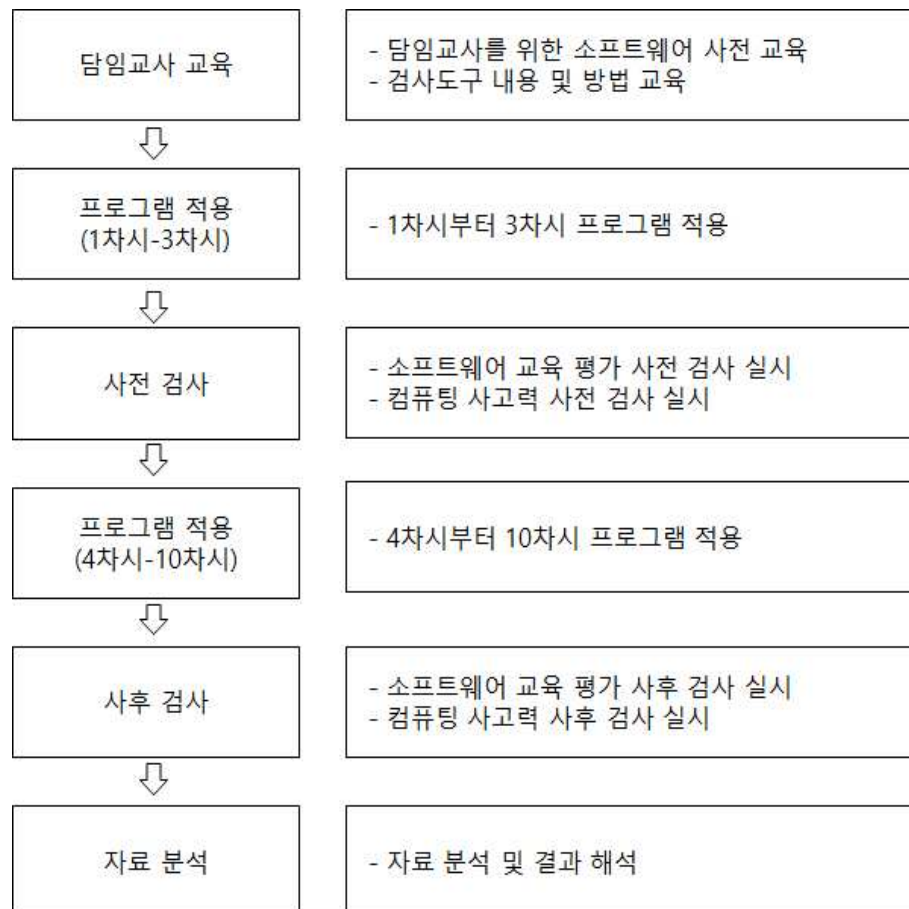 담임교사 교육
- 담임교사를 위한 소프트웨어 사전 교육
- 검사도구 내용 및 방법 교육
프로그램 적용
(1차시-3차시)
- 1차시부터 3차시 프로그램 적용
사전 검사
- 소프트웨어 교육 평가 사전 검사 실시
- 컴퓨팅 사고력 사전 검사 실시
프로그램 적용
(4차시-10차시)
- 4차시부터 10차시 프로그램 적용
사후 검사
- 소프트웨어 교육 평가 사후 검사 실시
- 컴퓨팅 사고력 사후 검사 실시
자료 분석
- 자료 분석 및 결과 해석